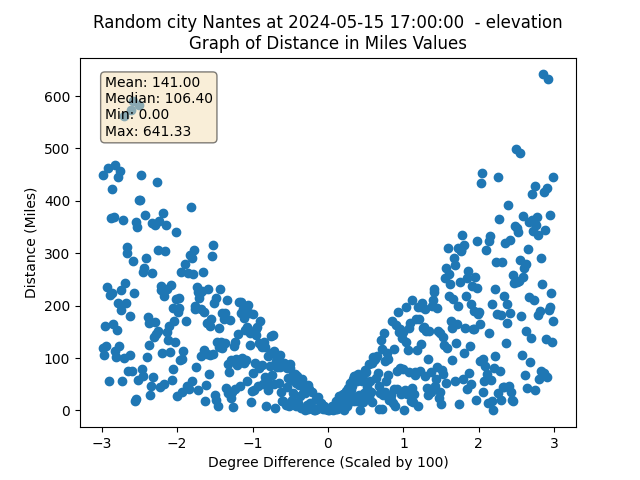 Random city Nantes at 2024-05-15 17:00:00  - elevation
Graph of Distance in Miles Values
Mean: 141.00
Median: 106.40
Min: 0.00
Max: 641.33
Distance (Miles)
600
500
400
300
200
100
0
−3 −2 −1 0 1 2 3
Degree Difference (Scaled by 100)